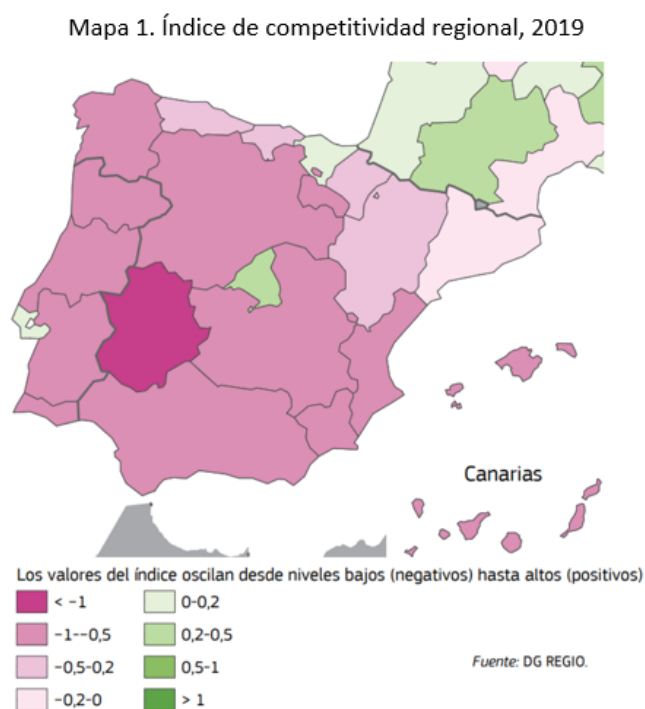 Mapa 1. Índice de competitividad regional, 2019
Canarias
Los valores del índice oscilan desde niveles bajos (negativos) hasta altos (positivos)
< -1
-1--0,5
-0,5-0,2
-0,2-0
0-0,2
0,2-0,5
0,5-1
> 1
Fuente: DG REGIO.